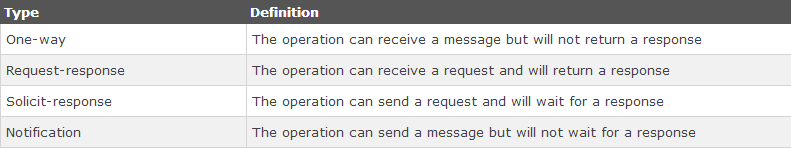 Type Definition
One-way The operation can receive a message but will not return a response
Request-response The operation can receive a request and will return a response
Solicit-response The operation can send a request and will wait for a response
Notification The operation can send a message but will not wait for a response